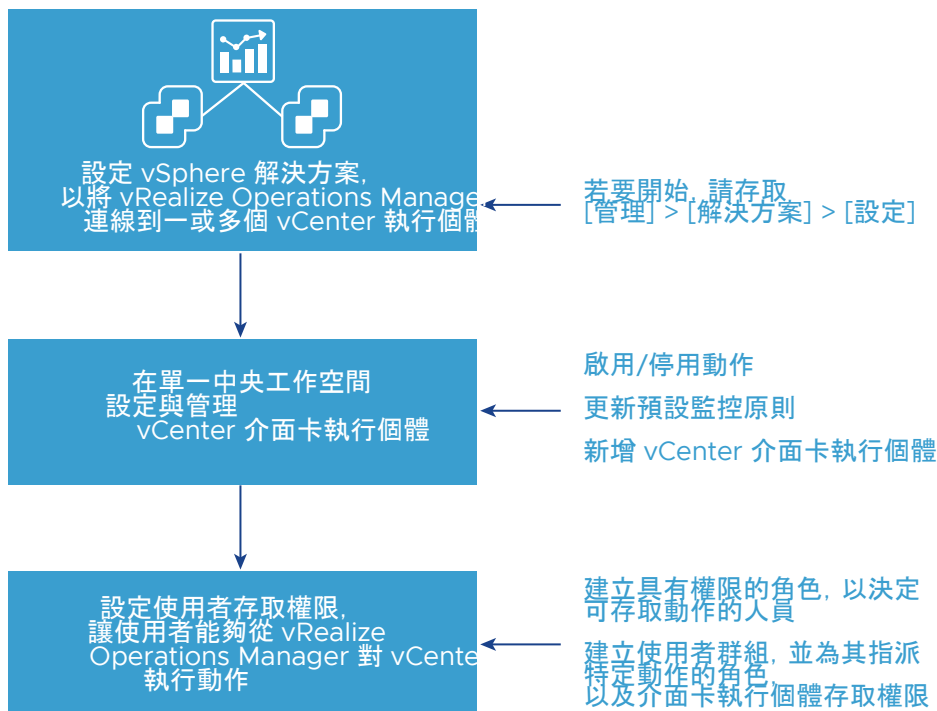 設定 vSphere 解決方案,
以將 vRealize Operations Manage
連線到一或多個 vCenter 執行個體
若要開始, 請存取
[管理] > [解決方案] > [設定]
在單一中央工作空間
設定與管理
vCenter 介面卡執行個體
啟用/停用動作
更新預設監控原則
新增 vCenter 介面卡執行個體
設定使用者存取權限,
讓使用者能夠從 vRealize
Operations Manager 對 vCente
執行動作
建立具有權限的角色, 以決定
可存取動作的人員
建立使用者群組, 並為其指派
特定動作的角色,
以及介面卡執行個體存取權限